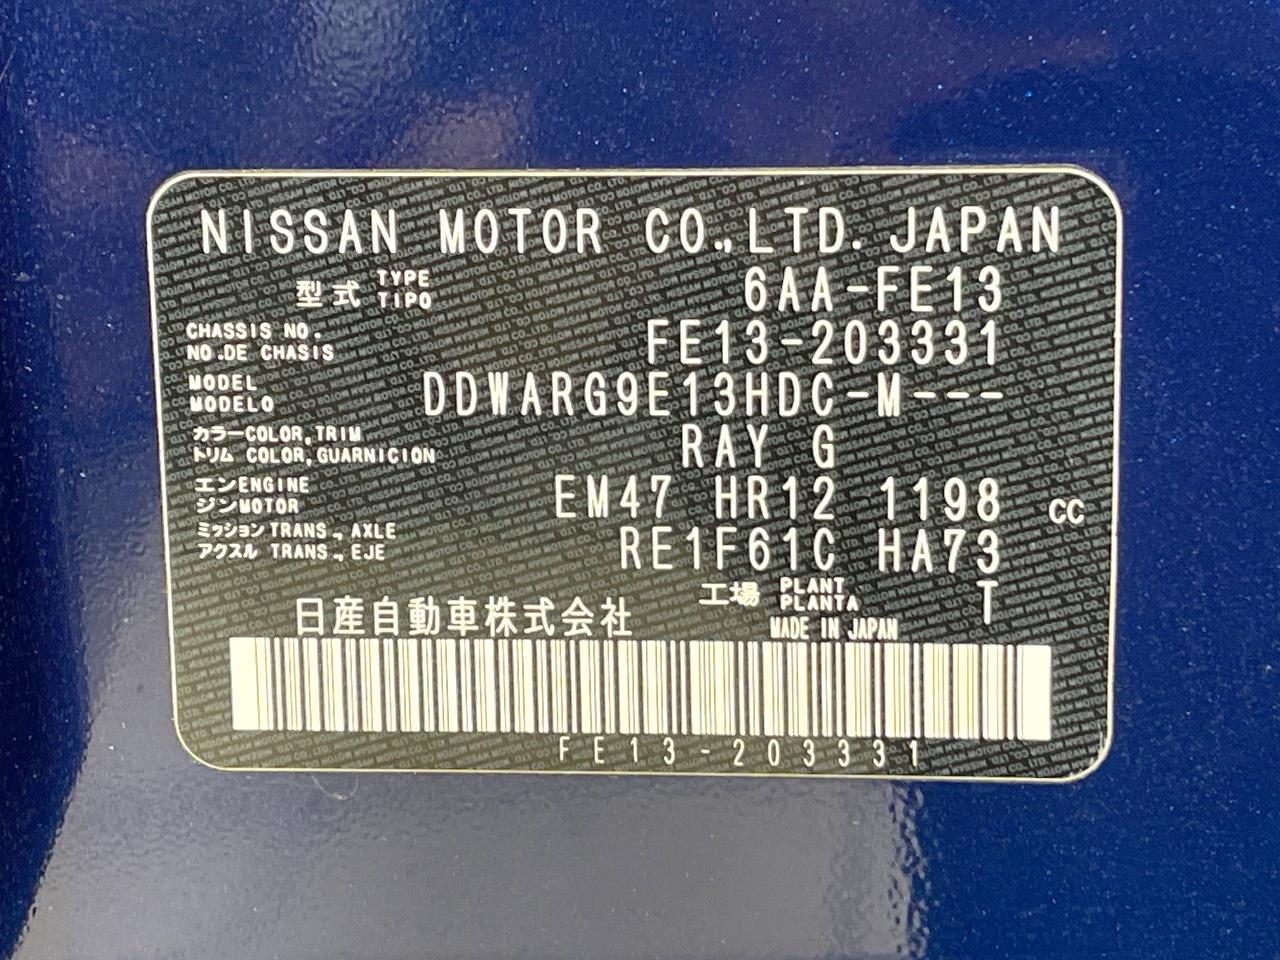 NISSAN MOTOR CO.,LTD. JAPAN
型式 TYPE TIPO 6AA-FE13
CHASSIS NO. NO.DE CHASIS FE13-203331
MODEL MODELO DDWARG9E13HDC-M---
カラー COLOR,TRIM トリム COLOR,GUARNICION RAY G
エンジン ENGINE MOTOR EM47 HR12 1198 CC
ミッション TRANS., AXLE アクスル TRANS., EJE RE1F61C HA73
工場 PLANT PLANTA T
日産自動車株式会社 MADE IN JAPAN
FE13-203331